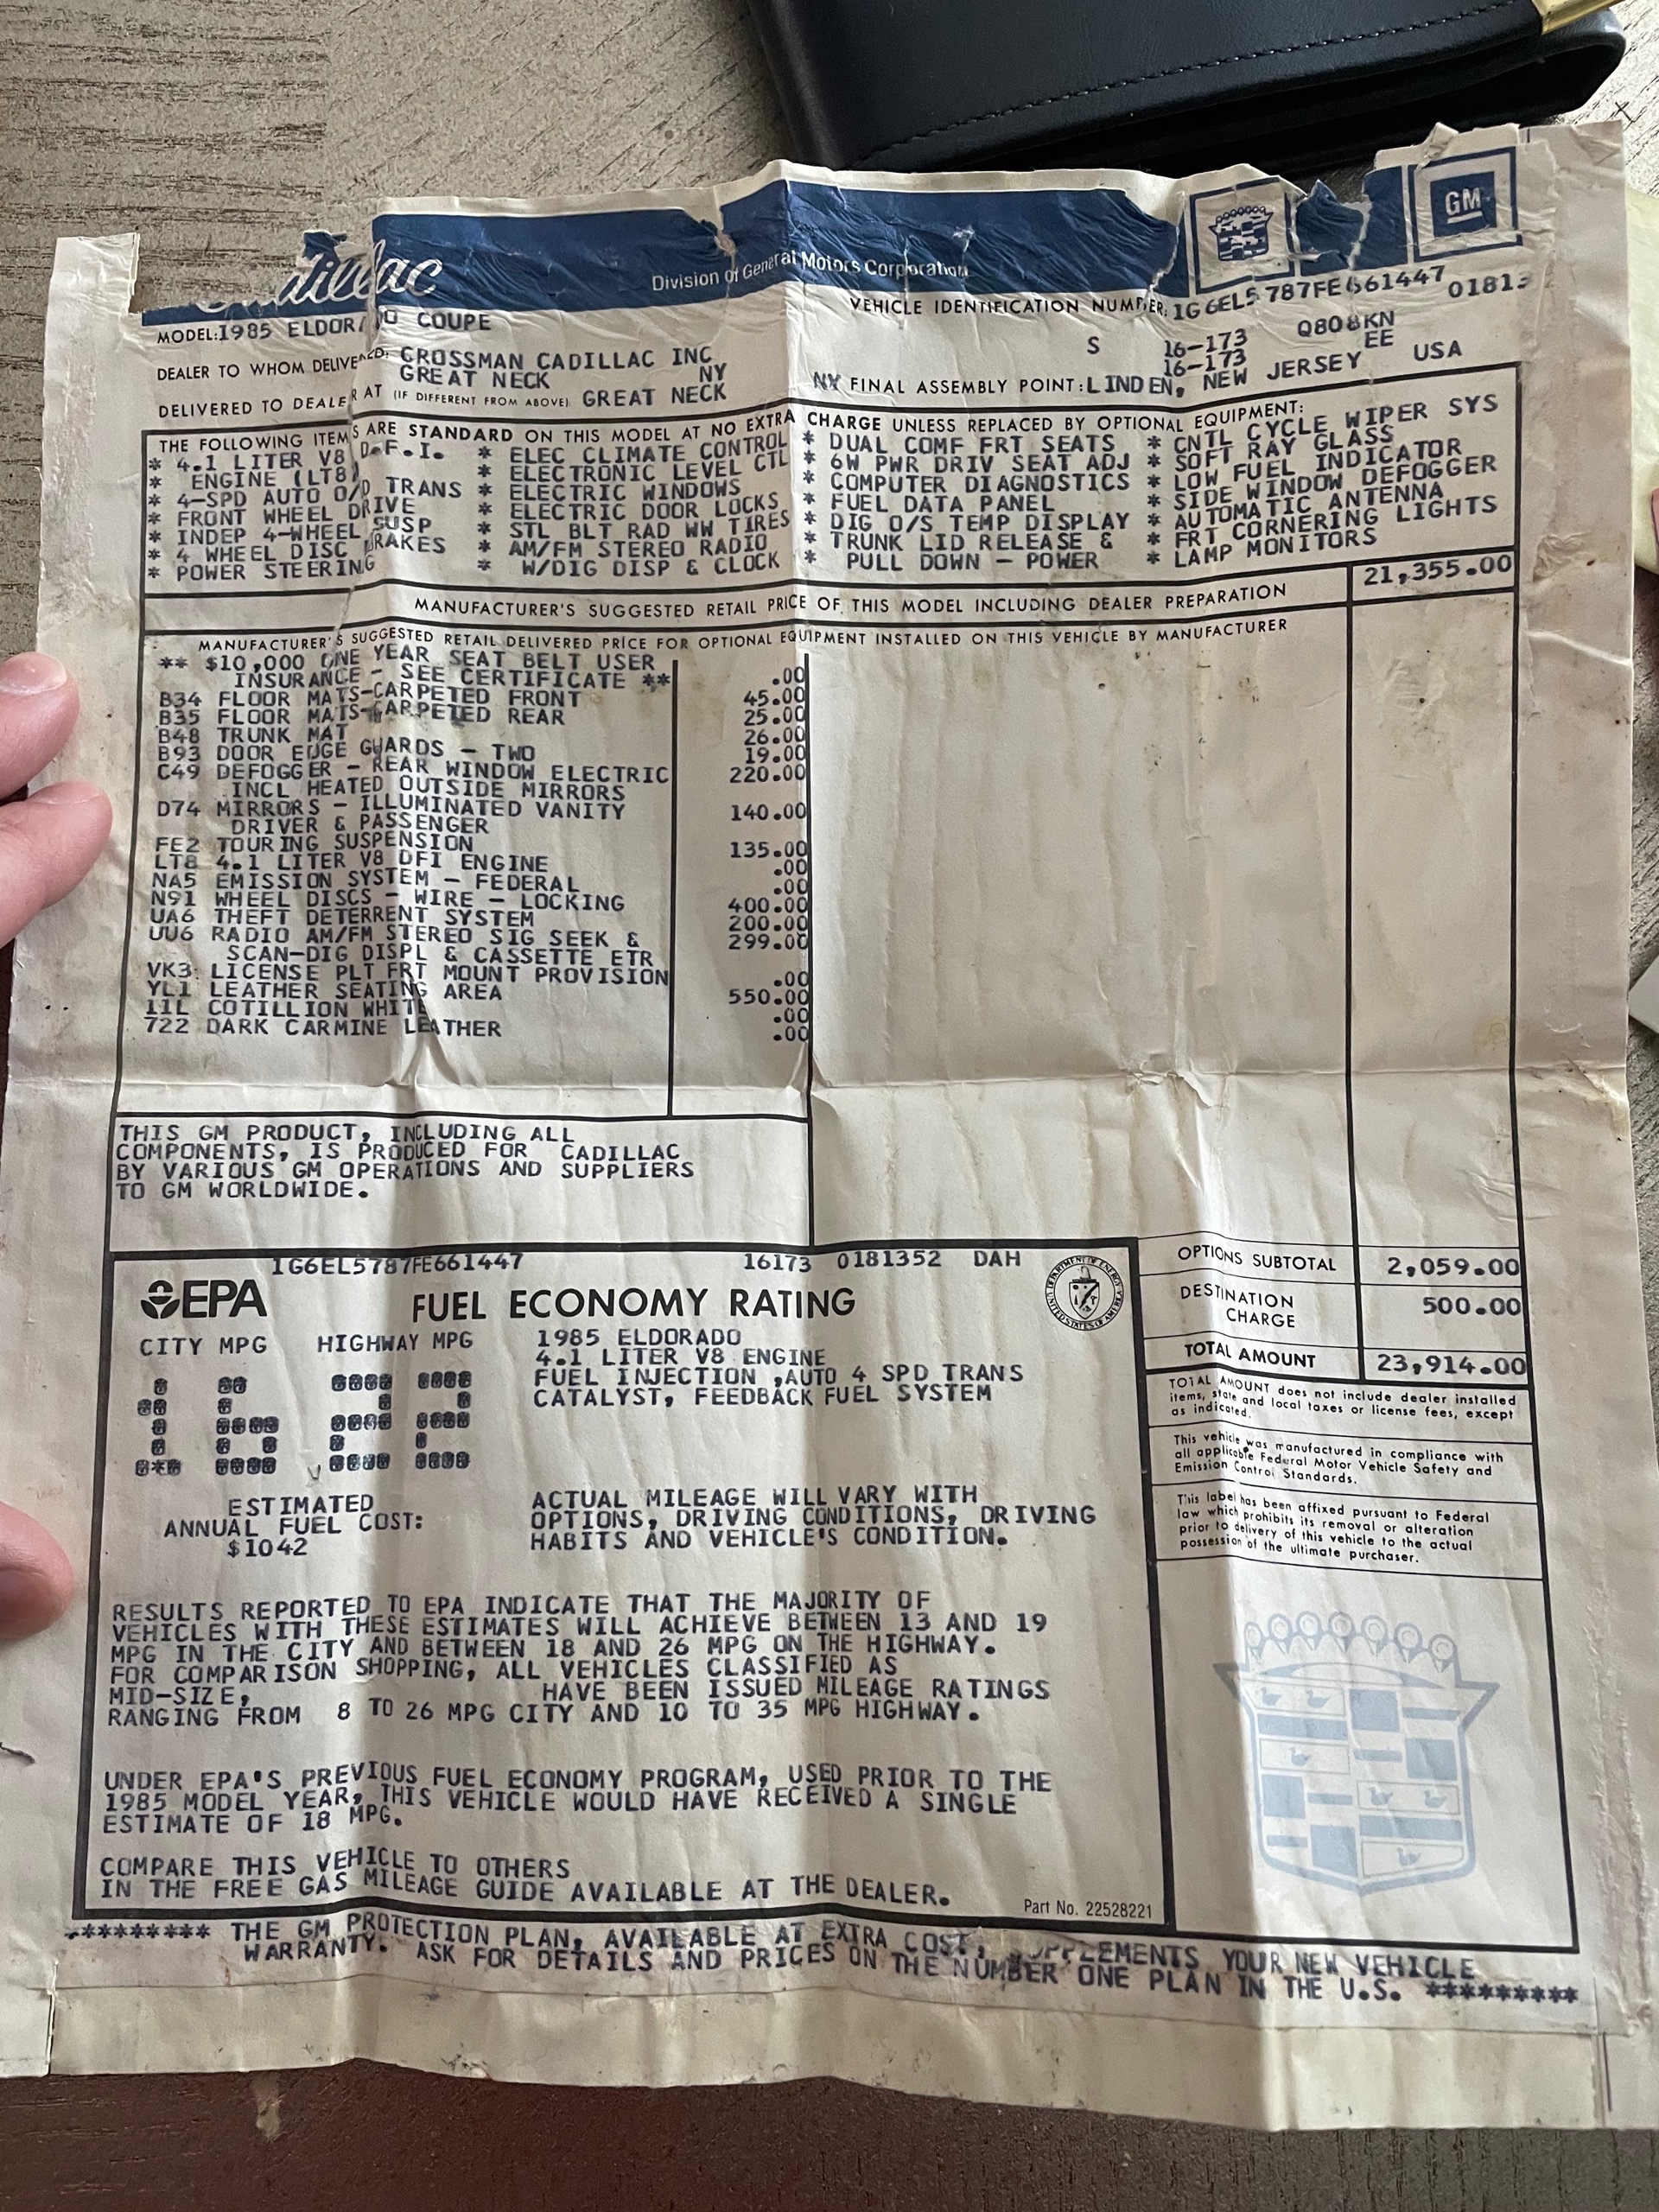 Cadillac
Division of General Motors Corporation
GM
MODEL: 1985 ELDORADO COUPE
VEHICLE IDENTIFICATION NUMBER: 1G6EL5787FE661447 01813
DEALER TO WHOM DELIVERED: GROSSMAN CADILLAC INC
GREAT NECK NY
S 16-173 Q808KN
16-173 EE
DELIVERED TO DEALER AT (IF DIFFERENT FROM ABOVE) GREAT NECK NY
FINAL ASSEMBLY POINT: LINDEN, NEW JERSEY USA
THE FOLLOWING ITEMS ARE STANDARD ON THIS MODEL AT NO EXTRA CHARGE UNLESS REPLACED BY OPTIONAL EQUIPMENT:
* 4.1 LITER V8 D.F.I.
* ENGINE (LT8)
* 4-SPD AUTO O/D TRANS
* FRONT WHEEL DRIVE
* INDEP 4-WHEEL SUSP
* 4 WHEEL DISC BRAKES
* POWER STEERING
* ELEC CLIMATE CONTROL
* ELECTRONIC LEVEL CTL
* ELECTRIC WINDOWS
* ELECTRIC DOOR LOCKS
* STL BLT RAD WW TIRES
* AM/FM STEREO RADIO
* W/DIG DISP & CLOCK
* DUAL COMF FRT SEATS
* 6W PWR DRIV SEAT ADJ
* COMPUTER DIAGNOSTICS
* FUEL DATA PANEL
* DIG O/S TEMP DISPLAY
* TRUNK LID RELEASE &
* PULL DOWN - POWER
* CNTL CYCLE WIPER SYS
* SOFT RAY GLASS
* LOW FUEL INDICATOR
* SIDE WINDOW DEFOGGER
* AUTOMATIC ANTENNA
* FRT CORNERING LIGHTS
* LAMP MONITORS
MANUFACTURER'S SUGGESTED RETAIL PRICE OF THIS MODEL INCLUDING DEALER PREPARATION 21,355.00
MANUFACTURER'S SUGGESTED RETAIL DELIVERED PRICE FOR OPTIONAL EQUIPMENT INSTALLED ON THIS VEHICLE BY MANUFACTURER
** $10,000 ONE YEAR SEAT BELT USER
INSURANCE - SEE CERTIFICATE ** .00
B34 FLOOR MATS-CARPETED FRONT 45.00
B35 FLOOR MATS-CARPETED REAR 25.00
B48 TRUNK MAT 26.00
B93 DOOR EDGE GUARDS - TWO 19.00
C49 DEFOGGER - REAR WINDOW ELECTRIC 220.00
INCL HEATED OUTSIDE MIRRORS
D74 MIRRORS - ILLUMINATED VANITY 140.00
DRIVER & PASSENGER
FE2 TOURING SUSPENSION 135.00
LT8 4.1 LITER V8 DFI ENGINE .00
NA5 EMISSION SYSTEM - FEDERAL .00
N91 WHEEL DISCS - WIRE - LOCKING 400.00
UA6 THEFT DETERRENT SYSTEM 200.00
UU6 RADIO AM/FM STEREO SIG SEEK & 299.00
SCAN-DIG DISPL & CASSETTE ETR
VK3 LICENSE PLT FRT MOUNT PROVISION .00
YL1 LEATHER SEATING AREA 550.00
11L COTILLION WHITE .00
722 DARK CARMINE LEATHER .00
THIS GM PRODUCT, INCLUDING ALL
COMPONENTS, IS PRODUCED FOR CADILLAC
BY VARIOUS GM OPERATIONS AND SUPPLIERS
TO GM WORLDWIDE.
OPTIONS SUBTOTAL 2,059.00
DESTINATION CHARGE 500.00
TOTAL AMOUNT 23,914.00
TOTAL AMOUNT does not include dealer installed
items, state and local taxes or license fees, except
as indicated.
This vehicle was manufactured in compliance with
all applicable Federal Motor Vehicle Safety and
Emission Control Standards.
This label has been affixed pursuant to Federal
law which prohibits its removal or alteration
prior to delivery of this vehicle to the actual
possession of the ultimate purchaser.
1G6EL5787FE661447 16173 0181352 DAH
EPA FUEL ECONOMY RATING
CITY MPG HIGHWAY MPG
16 22
1985 ELDORADO
4.1 LITER V8 ENGINE
FUEL INJECTION ,AUTO 4 SPD TRANS
CATALYST, FEEDBACK FUEL SYSTEM
ESTIMATED
ANNUAL FUEL COST:
$1042
ACTUAL MILEAGE WILL VARY WITH
OPTIONS, DRIVING CONDITIONS, DRIVING
HABITS AND VEHICLE'S CONDITION.
RESULTS REPORTED TO EPA INDICATE THAT THE MAJORITY OF
VEHICLES WITH THESE ESTIMATES WILL ACHIEVE BETWEEN 13 AND 19
MPG IN THE CITY AND BETWEEN 18 AND 26 MPG ON THE HIGHWAY.
FOR COMPARISON SHOPPING, ALL VEHICLES CLASSIFIED AS
MID-SIZE, HAVE BEEN ISSUED MILEAGE RATINGS
RANGING FROM 8 TO 26 MPG CITY AND 10 TO 35 MPG HIGHWAY.
UNDER EPA'S PREVIOUS FUEL ECONOMY PROGRAM, USED PRIOR TO THE
1985 MODEL YEAR, THIS VEHICLE WOULD HAVE RECEIVED A SINGLE
ESTIMATE OF 18 MPG.
COMPARE THIS VEHICLE TO OTHERS
IN THE FREE GAS MILEAGE GUIDE AVAILABLE AT THE DEALER.
Part No. 22528221
********* THE GM PROTECTION PLAN, AVAILABLE AT EXTRA COST, SUPPLEMENTS YOUR NEW VEHICLE
WARRANTY. ASK FOR DETAILS AND PRICES ON THE NUMBER ONE PLAN IN THE U.S. *********